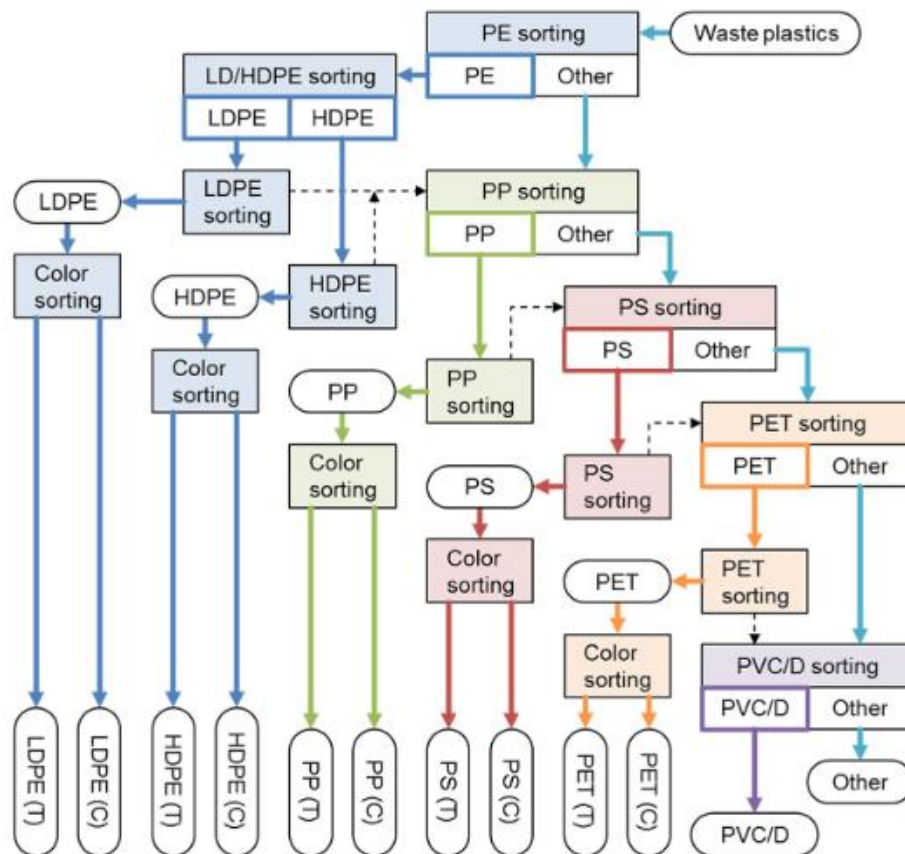 PE sorting
Waste plastics
LD/HDPE sorting
PE
Other
LDPE
HDPE
LDPE
LDPE
sorting
PP sorting
PP
Other
Color
sorting
HDPE
HDPE
sorting
PS sorting
PS
Other
Color
sorting
PP
PP
sorting
PET sorting
PET
Other
Color
sorting
PS
PS
sorting
Color
sorting
PET
PET
sorting
Color
sorting
PVC/D sorting
PVC/D
Other
LDPE (T)
LDPE (C)
HDPE (T)
HDPE (C)
PP (T)
PP (C)
PS (T)
PS (C)
PET (T)
PET (C)
Other
PVC/D